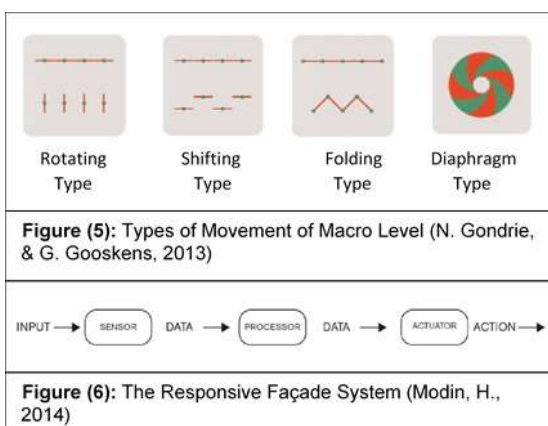 Rotating Type
Shifting Type
Folding Type
Diaphragm Type
Figure (5): Types of Movement of Macro Level (N. Gondrie,
& G. Gooskens, 2013)
INPUT SENSOR DATA PROCESSOR DATA ACTUATOR ACTION
Figure (6): The Responsive Façade System (Modin, H.,
2014)